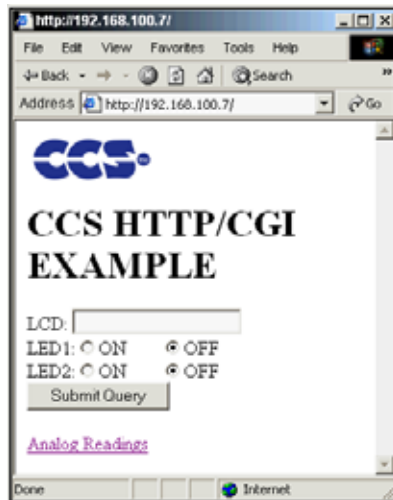 http://192.168.100.7/
File Edit View Favorites Tools Help
Back Search »
Address http://192.168.100.7/ Go
CCS
CCS HTTP/CGI
EXAMPLE
LCD:
LED1: ON OFF
LED2: ON OFF
Submit Query
Analog Readings
Done Internet